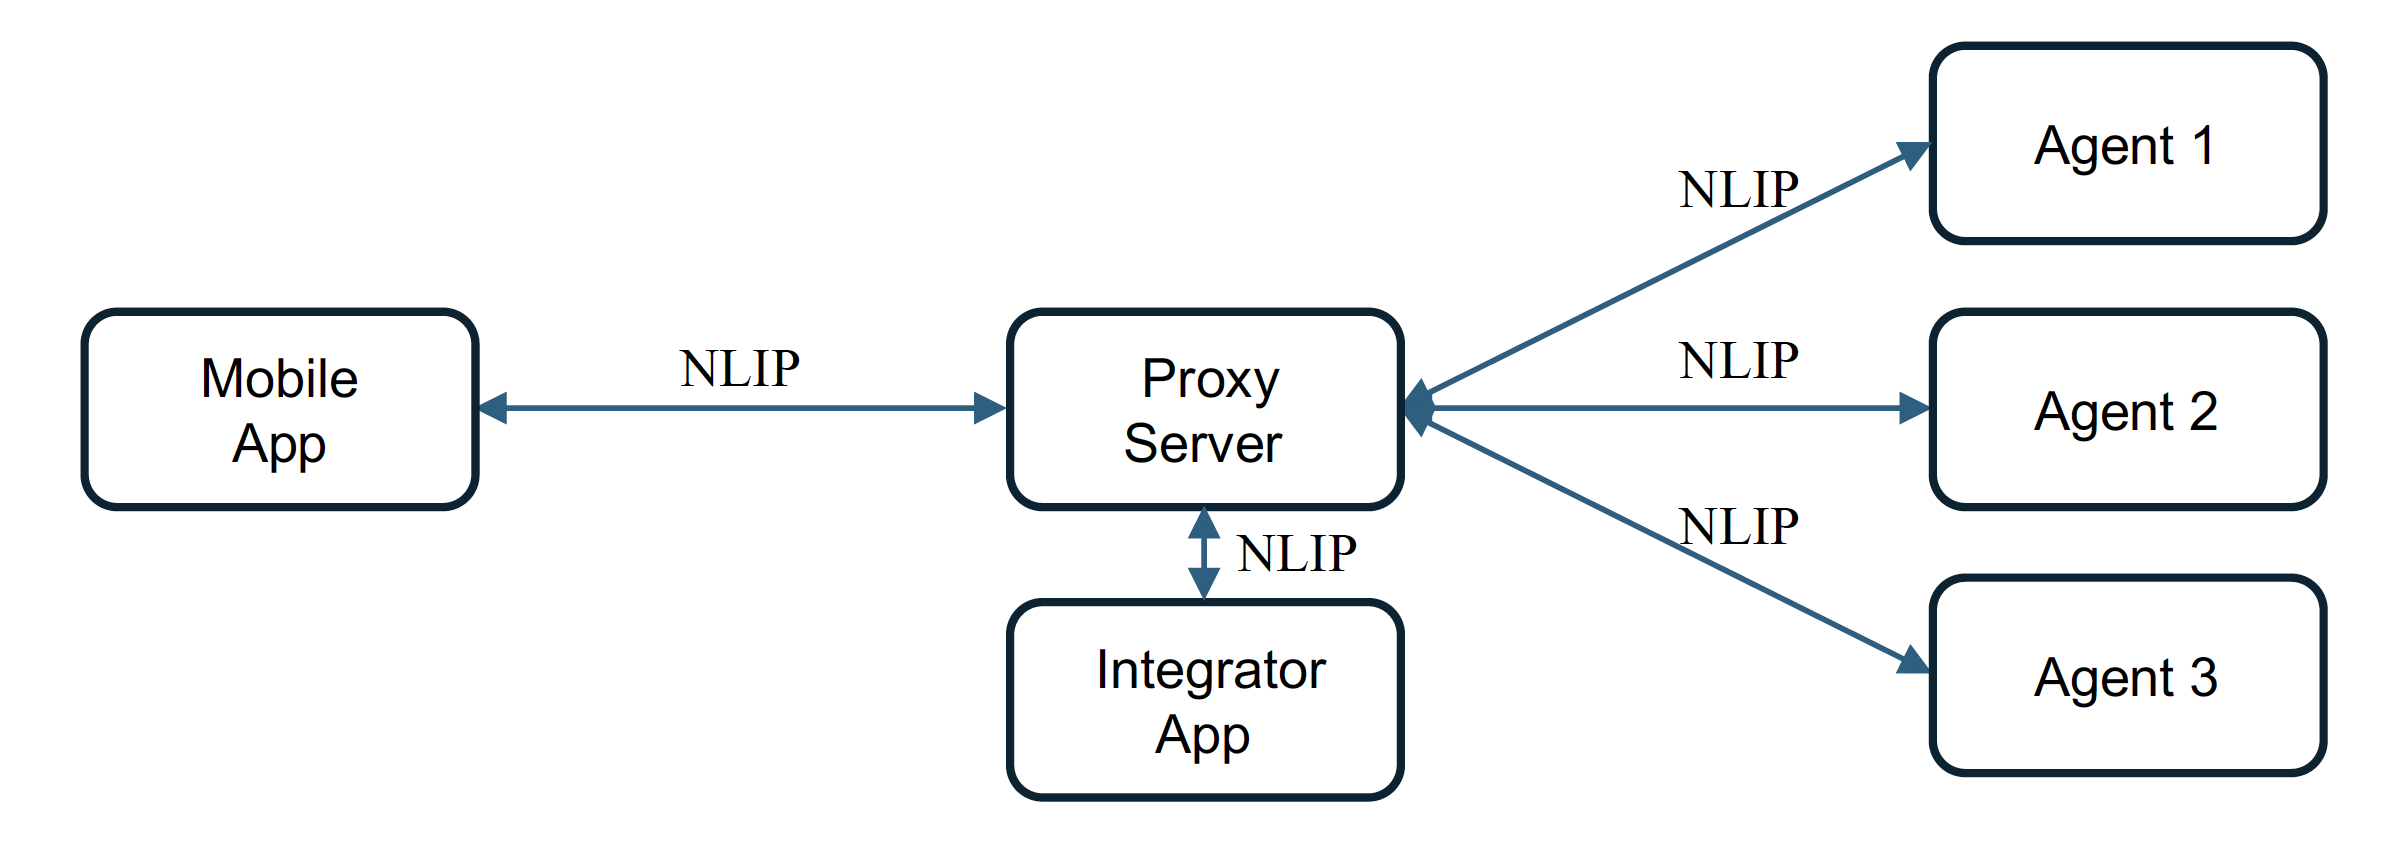 Mobile
App
NLIP
Proxy
Server
NLIP
Integrator
App
NLIP
Agent 1
NLIP
Agent 2
NLIP
Agent 3